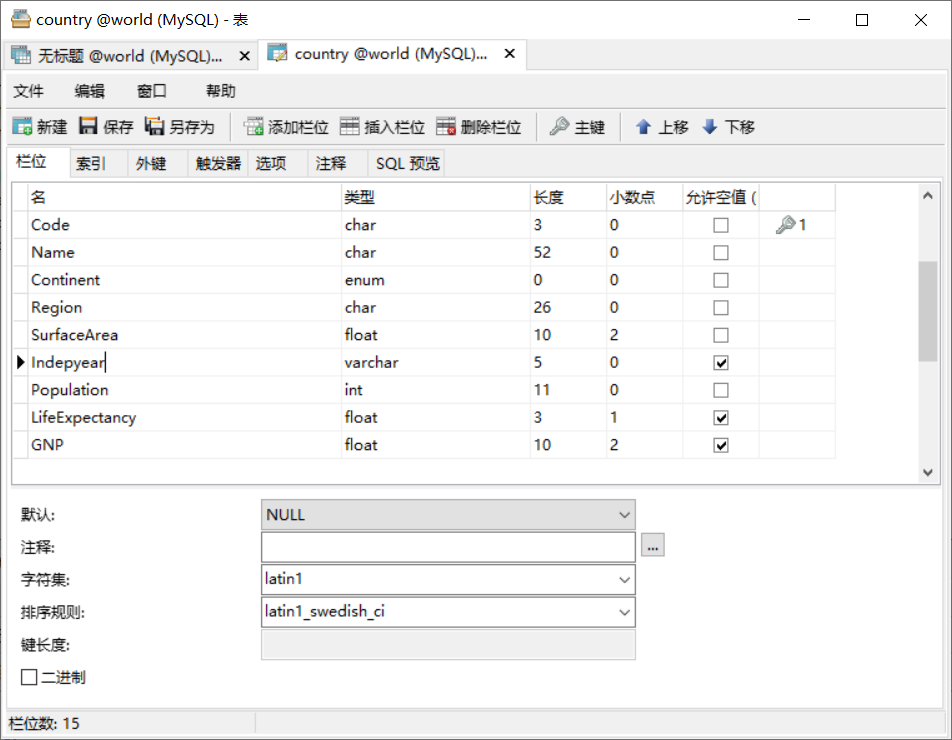 country @world (MySQL) - 表
无标题 @world (MySQL)... country @world (MySQL)...
文件 编辑 窗口 帮助
新建 保存 另存为 添加栏位 插入栏位 删除栏位 主键 上移 下移
栏位 索引 外键 触发器 选项 注释 SQL 预览
名 类型 长度 小数点 允许空值 (
Code char 3 0 1
Name char 52 0
Continent enum 0 0
Region char 26 0
SurfaceArea float 10 2
Indepyear varchar 5 0
Population int 11 0
LifeExpectancy float 3 1
GNP float 10 2
默认: NULL
注释: ...
字符集: latin1
排序规则: latin1_swedish_ci
键长度:
二进制
栏位数: 15